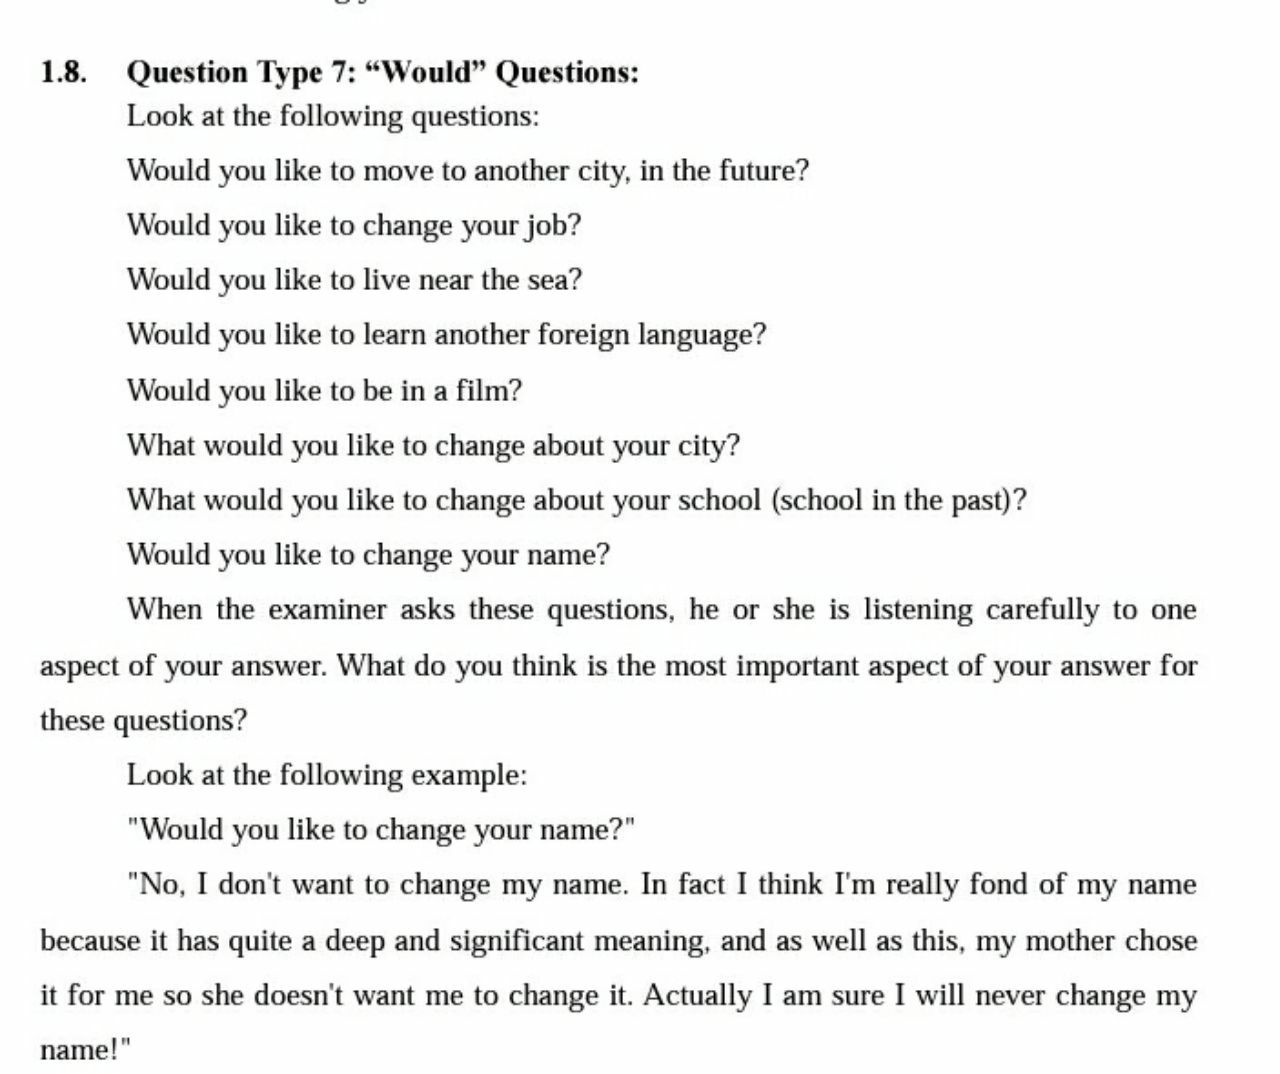 1.8. Question Type 7: “Would” Questions:
Look at the following questions:
Would you like to move to another city, in the future?
Would you like to change your job?
Would you like to live near the sea?
Would you like to learn another foreign language?
Would you like to be in a film?
What would you like to change about your city?
What would you like to change about your school (school in the past)?
Would you like to change your name?
When the examiner asks these questions, he or she is listening carefully to one
aspect of your answer. What do you think is the most important aspect of your answer for
these questions?
Look at the following example:
"Would you like to change your name?"
"No, I don't want to change my name. In fact I think I'm really fond of my name
because it has quite a deep and significant meaning, and as well as this, my mother chose
it for me so she doesn't want me to change it. Actually I am sure I will never change my
name!"